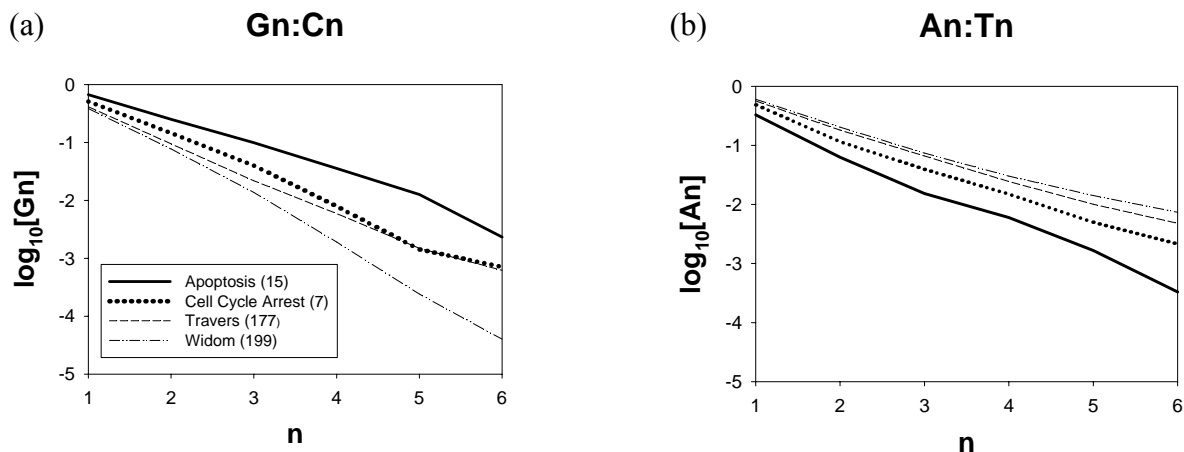 (a) Gn:Cn
log10[Gn]
0
-1
-2
-3
-4
-5
1 2 3 4 5 6
n
Apoptosis (15)
Cell Cycle Arrest (7)
Travers (177)
Widom (199)
(b) An:Tn
log10[An]
0
-1
-2
-3
-4
-5
1 2 3 4 5 6
n